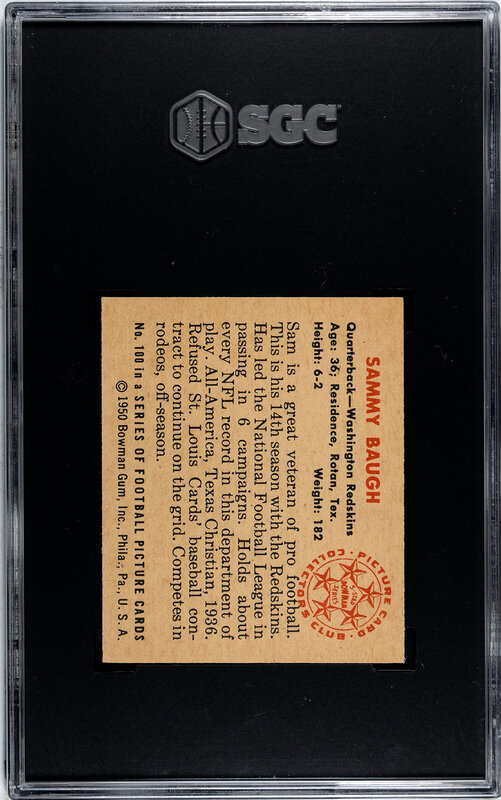 SGC
SAMMY BAUGH
Quarterback—Washington Redskins
Age: 36; Residence, Rotan, Tex.
Height: 6-2 Weight: 182
PICTURE CARD COLLECTORS CLUB
5-STAR
BOWMAN
Sam is a great veteran of pro football.
This is his 14th season with the Redskins.
Has led the National Football League in
passing in 6 campaigns. Holds about
every NFL record in this department of
play. All-America, Texas Christian, 1936.
Refused St. Louis Cards' baseball con-
tract to continue on the grid. Competes in
rodeos, off-season.
No. 100 in a SERIES OF FOOTBALL PICTURE CARDS
© 1950 Bowman Gum, Inc., Phila., Pa., U. S. A.